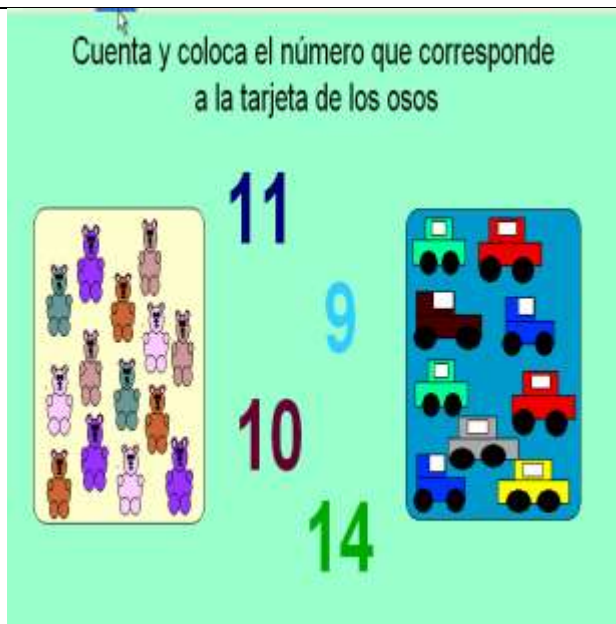 Cuenta y coloca el número que corresponde
a la tarjeta de los osos
11
9
10
14